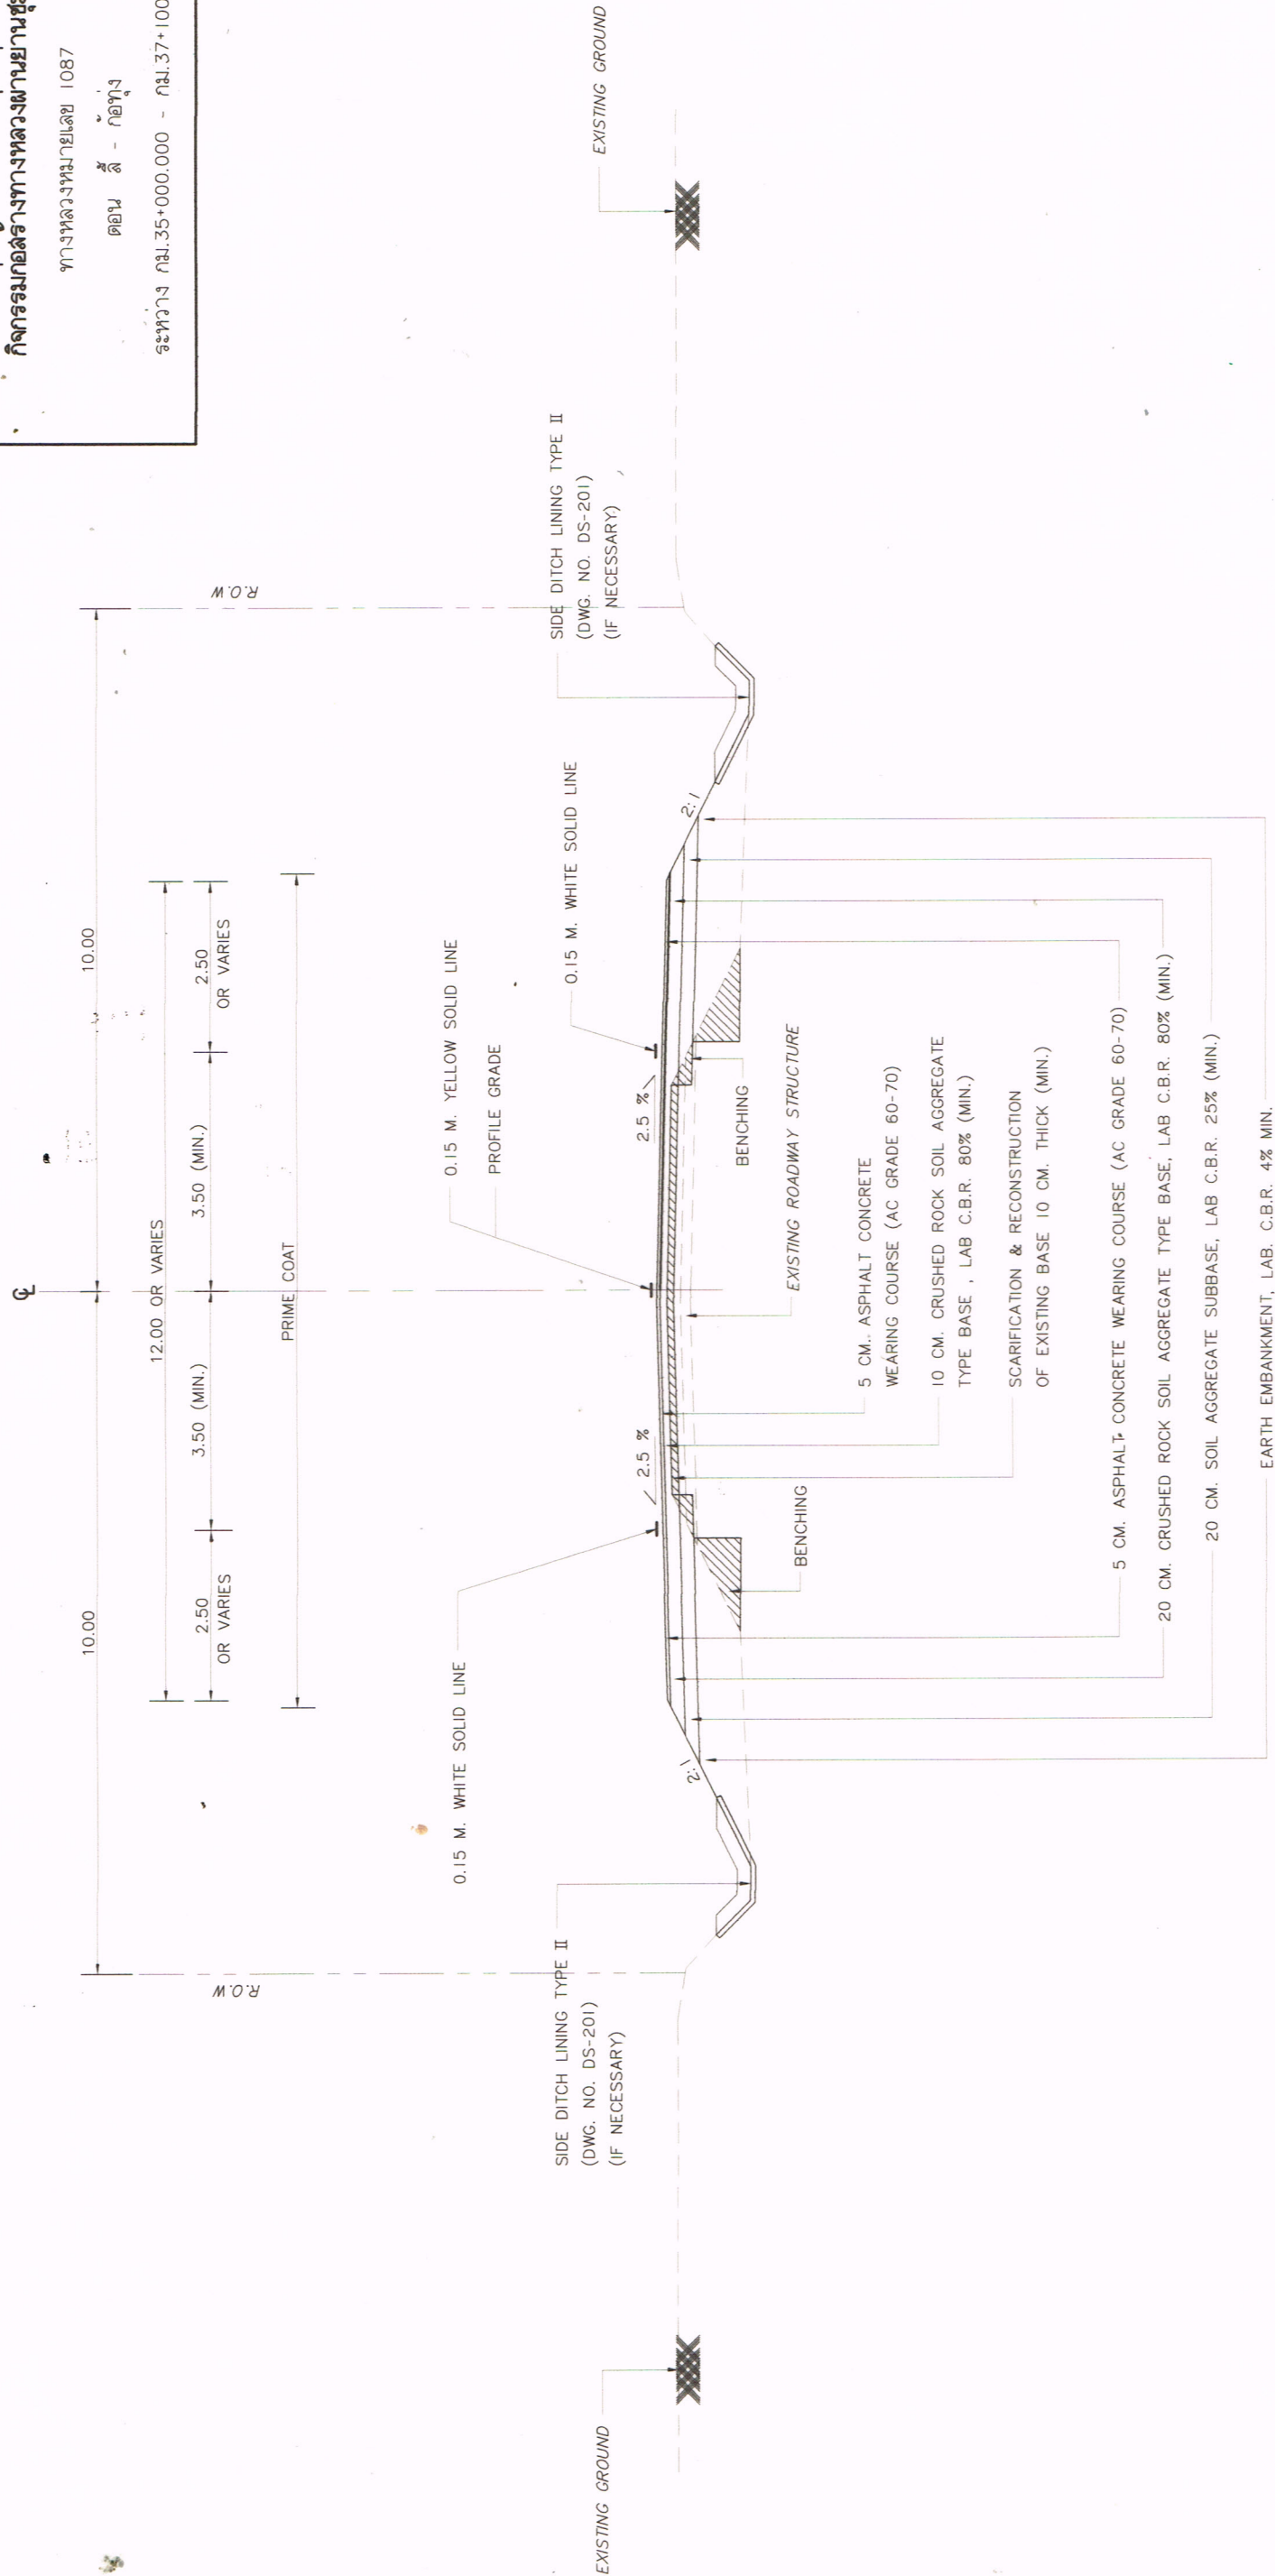 กิจกรรมก่อสร้างทางหลวงผ่านย่าน
ทางหลวงหมายเลข 1087
ตอน ลี้ - ก้อทุ่ง
ระหว่าง กม.35+000.000 - กม.37+100
℄
10.00
10.00
12.00 OR VARIES
2.50
OR VARIES
3.50 (MIN.)
3.50 (MIN.)
2.50
OR VARIES
PRIME COAT
R.O.W
R.O.W
0.15 M. WHITE SOLID LINE
0.15 M. YELLOW SOLID LINE
PROFILE GRADE
0.15 M. WHITE SOLID LINE
SIDE DITCH LINING TYPE II
(DWG. NO. DS-201)
(IF NECESSARY)
SIDE DITCH LINING TYPE II
(DWG. NO. DS-201)
(IF NECESSARY)
EXISTING GROUND
EXISTING GROUND
2.5 %
2.5 %
2:1
2:1
BENCHING
BENCHING
EXISTING ROADWAY STRUCTURE
5 CM. ASPHALT CONCRETE
WEARING COURSE (AC GRADE 60-70)
10 CM. CRUSHED ROCK SOIL AGGREGATE
TYPE BASE , LAB C.B.R. 80% (MIN.)
SCARIFICATION & RECONSTRUCTION
OF EXISTING BASE 10 CM. THICK (MIN.)
5 CM. ASPHALT CONCRETE WEARING COURSE (AC GRADE 60-70)
20 CM. CRUSHED ROCK SOIL AGGREGATE TYPE BASE, LAB C.B.R. 80% (MIN.)
20 CM. SOIL AGGREGATE SUBBASE, LAB C.B.R. 25% (MIN.)
EARTH EMBANKMENT, LAB. C.B.R. 4% MIN.